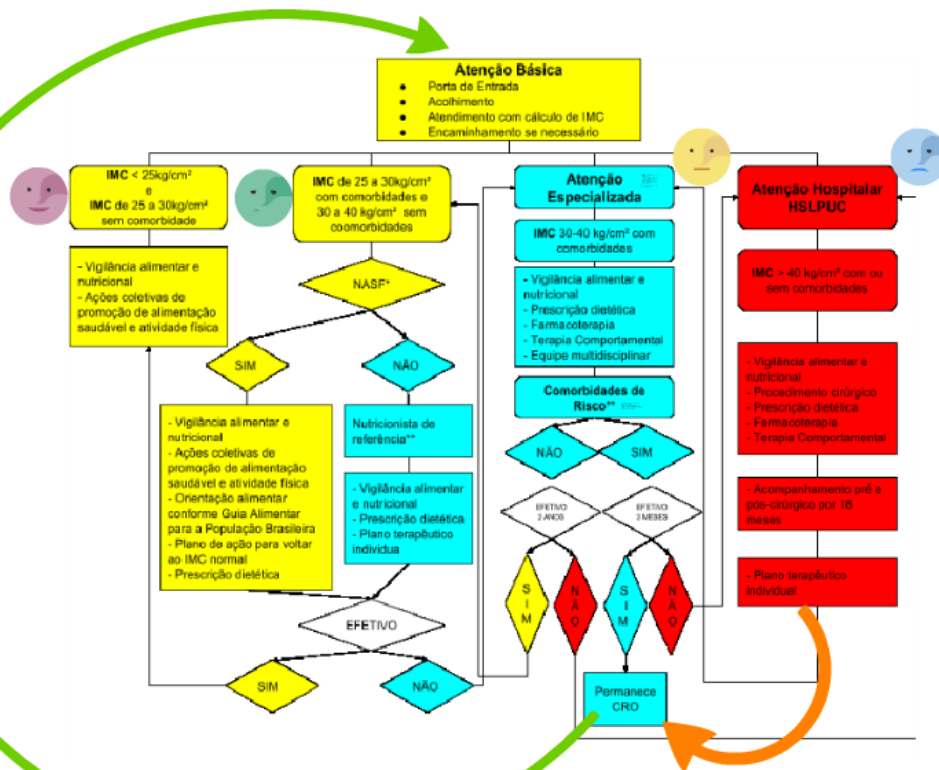 Atenção Básica
● Porta de Entrada
● Acolhimento
● Atendimento com cálculo de IMC
● Encaminhamento se necessário
IMC < 25kg/cm²
e
IMC de 25 a 30kg/cm²
sem comorbidade
- Vigilância alimentar e
nutricional
- Ações coletivas de
promoção de alimentação
saudável e atividade física
IMC de 25 a 30kg/cm²
com comorbidades e
30 a 40 kg/cm² sem
coomorbidades
NASF*
SIM
NÃO
- Vigilância alimentar e
nutricional
- Ações coletivas de
promoção de alimentação
saudável e atividade física
- Orientação alimentar
conforme Guia Alimentar
para a População Brasileira
- Plano de ação para voltar
ao IMC normal
- Prescrição dietética
Nutricionista de
referência**
- Vigilância alimentar
e nutricional
- Prescrição dietética
- Plano terapêutico
individua
EFETIVO
SIM
NÃO
Atenção
Especializada
IMC 30-40 kg/cm² com
comorbidades
- Vigilância alimentar e
nutricional
- Prescrição dietética
- Farmacoterapia
- Terapia Comportamental
- Equipe multidisciplinar
Comorbidades de
Risco**
NÃO
SIM
EFETIVO
2 ANOS
EFETIVO
3 MESES
SIM
NÃO
SIM
NÃO
Permanece
CRO
Atenção Hospitalar
HSLPUC
IMC > 40 kg/cm² com ou
sem comorbidades
- Vigilância alimentar e
nutricional
- Procedimento cirúrgico
- Prescrição dietética
- Farmacoterapia
- Terapia Comportamental
- Acompanhamento pré e
pós-cirúrgico por 18
meses
- Plano terapêutico
individual